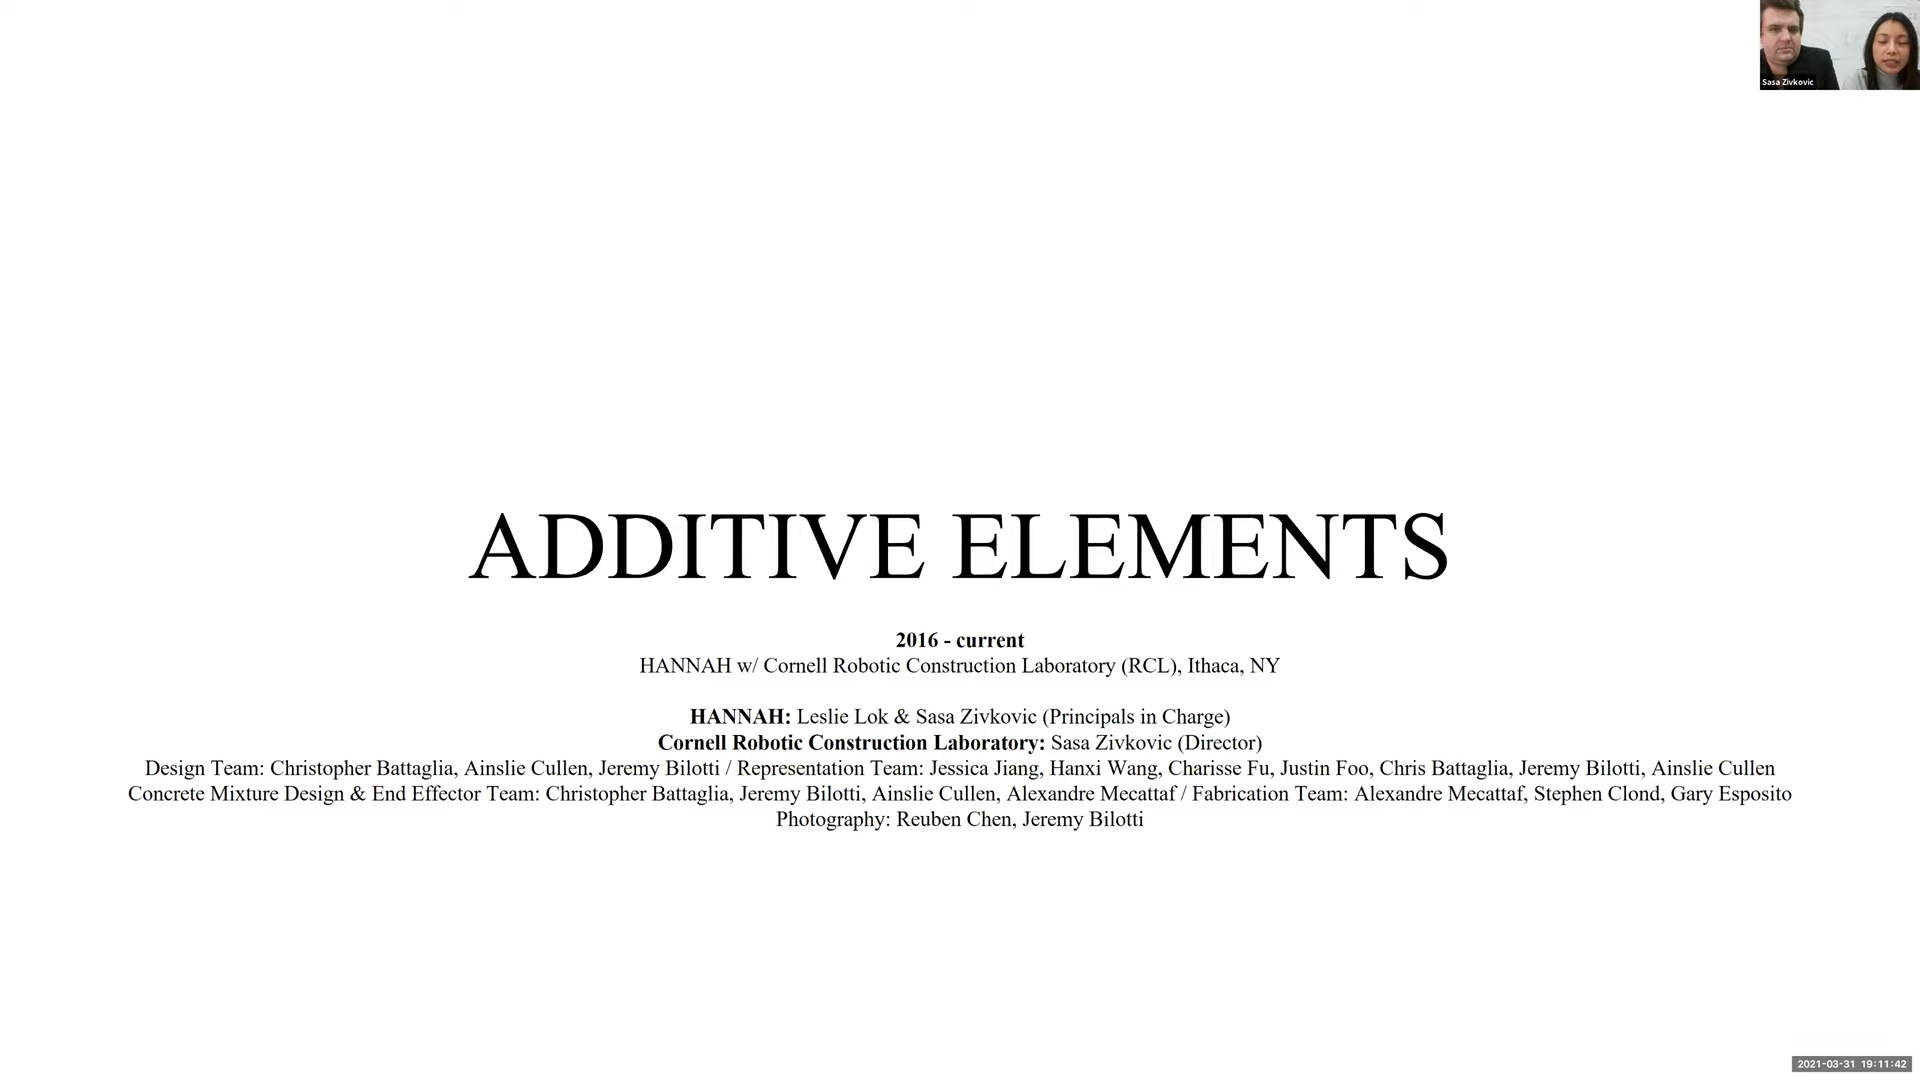 Sasa Zivkovic
ADDITIVE ELEMENTS
2016 - current
HANNAH w/ Cornell Robotic Construction Laboratory (RCL), Ithaca, NY
HANNAH: Leslie Lok & Sasa Zivkovic (Principals in Charge)
Cornell Robotic Construction Laboratory: Sasa Zivkovic (Director)
Design Team: Christopher Battaglia, Ainslie Cullen, Jeremy Bilotti / Representation Team: Jessica Jiang, Hanxi Wang, Charisse Fu, Justin Foo, Chris Battaglia, Jeremy Bilotti, Ainslie Cullen
Concrete Mixture Design & End Effector Team: Christopher Battaglia, Jeremy Bilotti, Ainslie Cullen, Alexandre Mecattaf / Fabrication Team: Alexandre Mecattaf, Stephen Clond, Gary Esposito
Photography: Reuben Chen, Jeremy Bilotti
2021-03-31 19:11:42